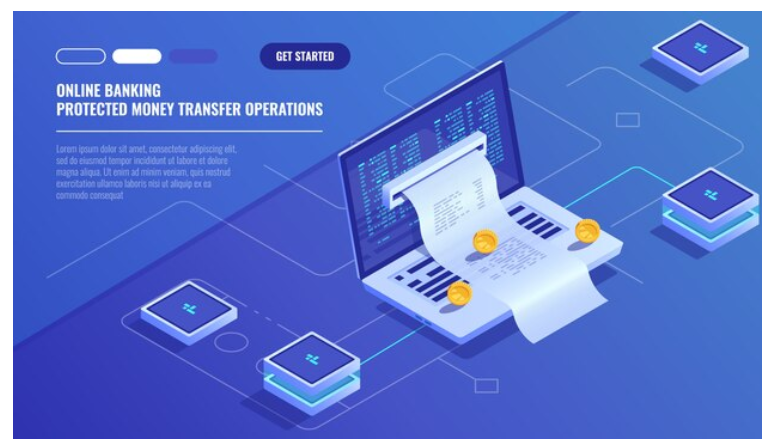 GET STARTED
ONLINE BANKING
PROTECTED MONEY TRANSFER OPERATIONS
Lorem ipsum dolor sit amet, consectetur adipiscing elit,
sed do eiusmod tempor incididunt ut labore et dolore
magna aliqua. Ut enim ad minim veniam, quis nostrud
exercitation ullamco laboris nisi ut aliquip ex ea
commodo consequat